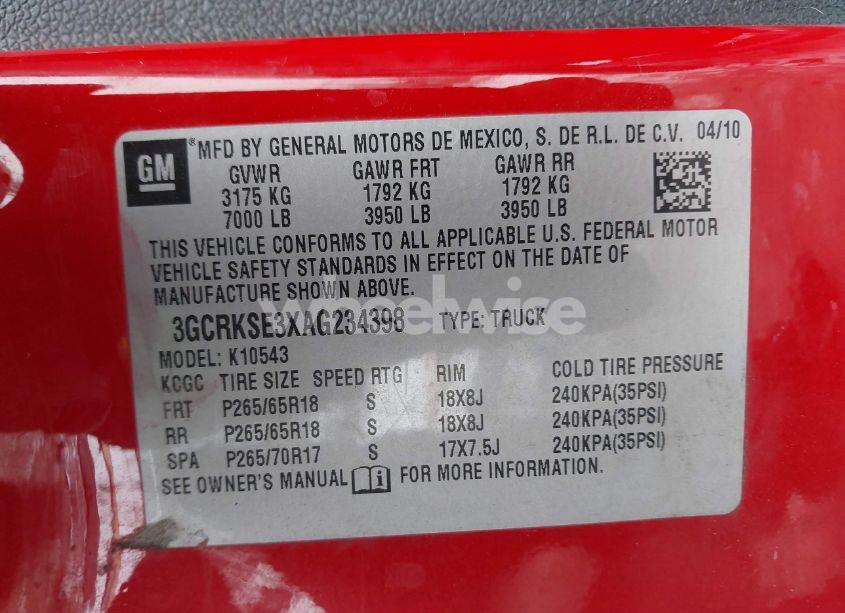 GM
®MFD BY GENERAL MOTORS DE MEXICO, S. DE R.L. DE C.V. 04/10
GVWR GAWR FRT GAWR RR
3175 KG 1792 KG 1792 KG
7000 LB 3950 LB 3950 LB
THIS VEHICLE CONFORMS TO ALL APPLICABLE U.S. FEDERAL MOTOR
VEHICLE SAFETY STANDARDS IN EFFECT ON THE DATE OF
MANUFACTURE SHOWN ABOVE.
wheelwise
3GCRKSE3XAG234398 TYPE: TRUCK
MODEL: K10543
KCGC TIRE SIZE SPEED RTG RIM COLD TIRE PRESSURE
FRT P265/65R18 S 18X8J 240KPA(35PSI)
RR P265/65R18 S 18X8J 240KPA(35PSI)
SPA P265/70R17 S 17X7.5J 240KPA(35PSI)
SEE OWNER'S MANUAL FOR MORE INFORMATION.